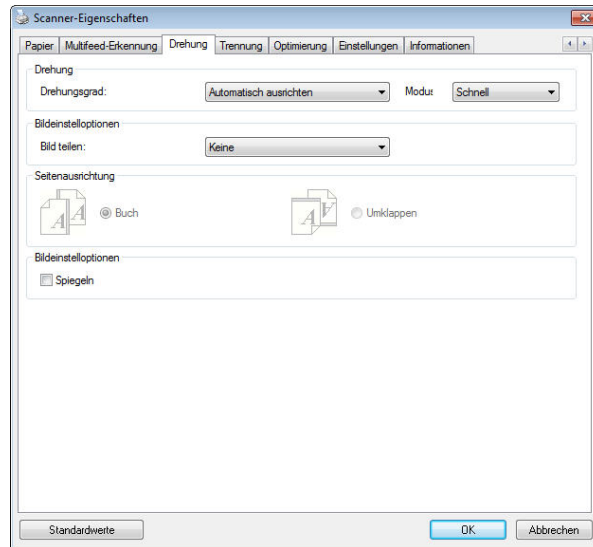 Scanner-Eigenschaften
Papier Multifeed-Erkennung Drehung Trennung Optimierung Einstellungen Informationen
Drehung
Drehungsgrad: Automatisch ausrichten Modus Schnell
Bildeinstelloptionen
Bild teilen: Keine
Seitenausrichtung
A A Buch A A Umklappen
Bildeinstelloptionen
Spiegeln
Standardwerte OK Abbrechen